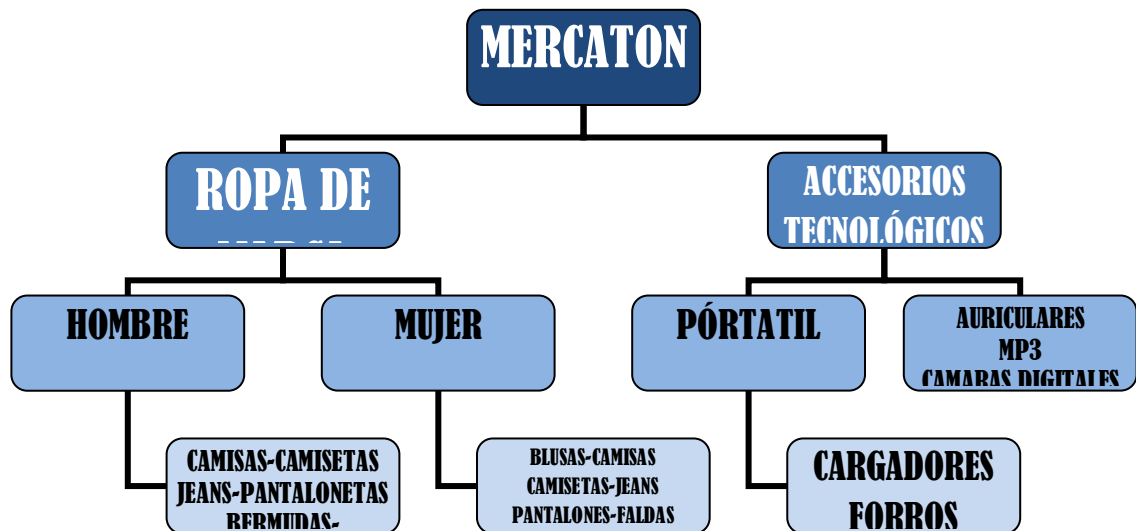 MERCATON
ROPA DE
ACCESORIOS
TECNOLÓGICOS
HOMBRE
MUJER
PÓRTATIL
AURICULARES
MP3
CAMARAS DIGITALES
CAMISAS-CAMISETAS
JEANS-PANTALONETAS
BERMUDAS-
BLUSAS-CAMISAS
CAMISETAS-JEANS
PANTALONES-FALDAS
CARGADORES
FORROS